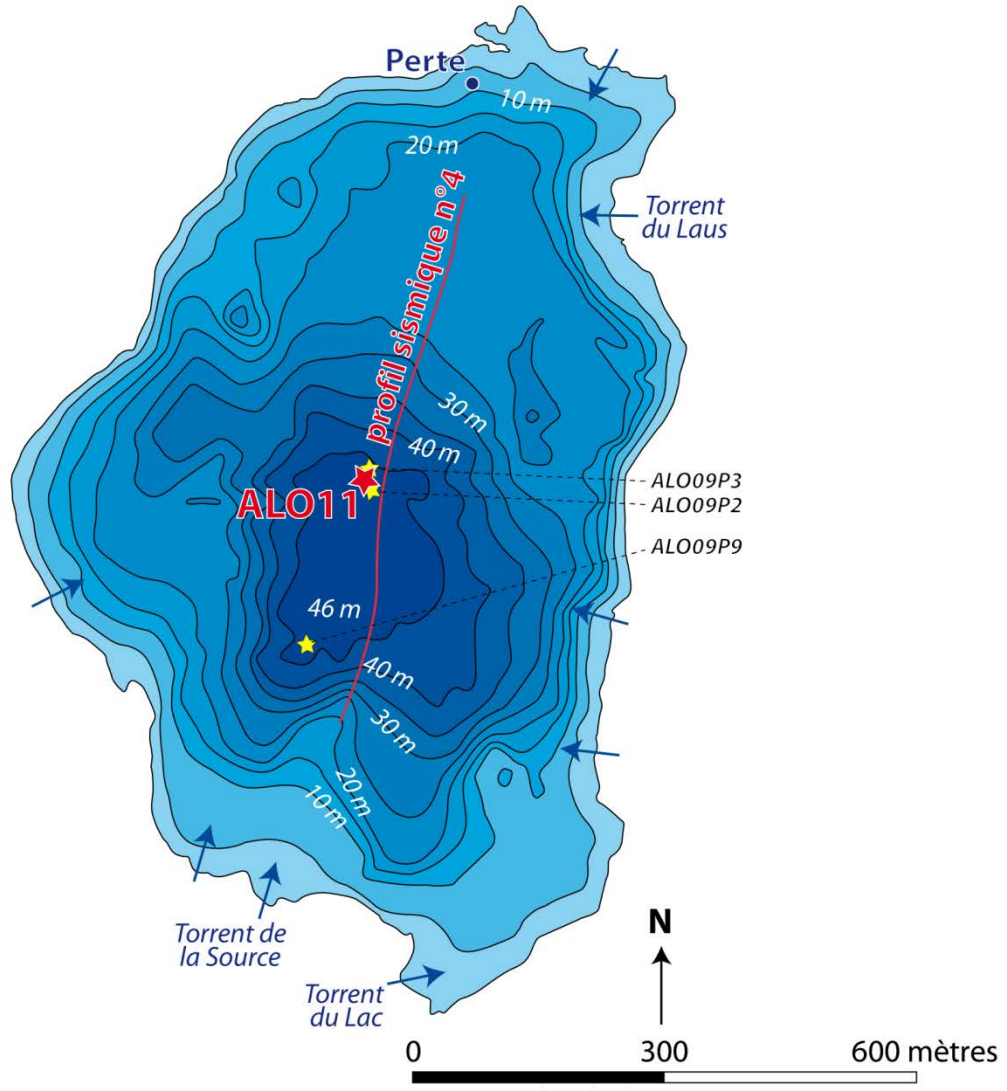 Perte
10 m
20 m
profil sismique n°4
Torrent
du Laus
30 m
40 m
ALO11
ALO09P3
ALO09P2
ALO09P9
46 m
40 m
30 m
20 m
10 m
Torrent de
la Source
Torrent
du Lac
N
0 300 600 mètres